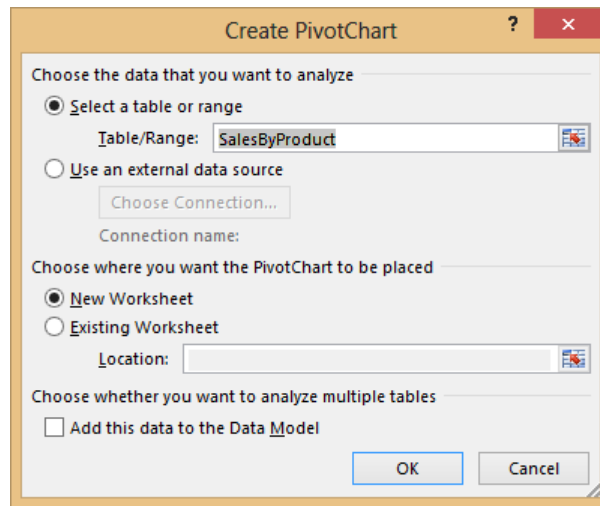 Create PivotChart
?
×
Choose the data that you want to analyze
Select a table or range
Table/Range: SalesByProduct
Use an external data source
Choose Connection...
Connection name:
Choose where you want the PivotChart to be placed
New Worksheet
Existing Worksheet
Location:
Choose whether you want to analyze multiple tables
Add this data to the Data Model
OK Cancel